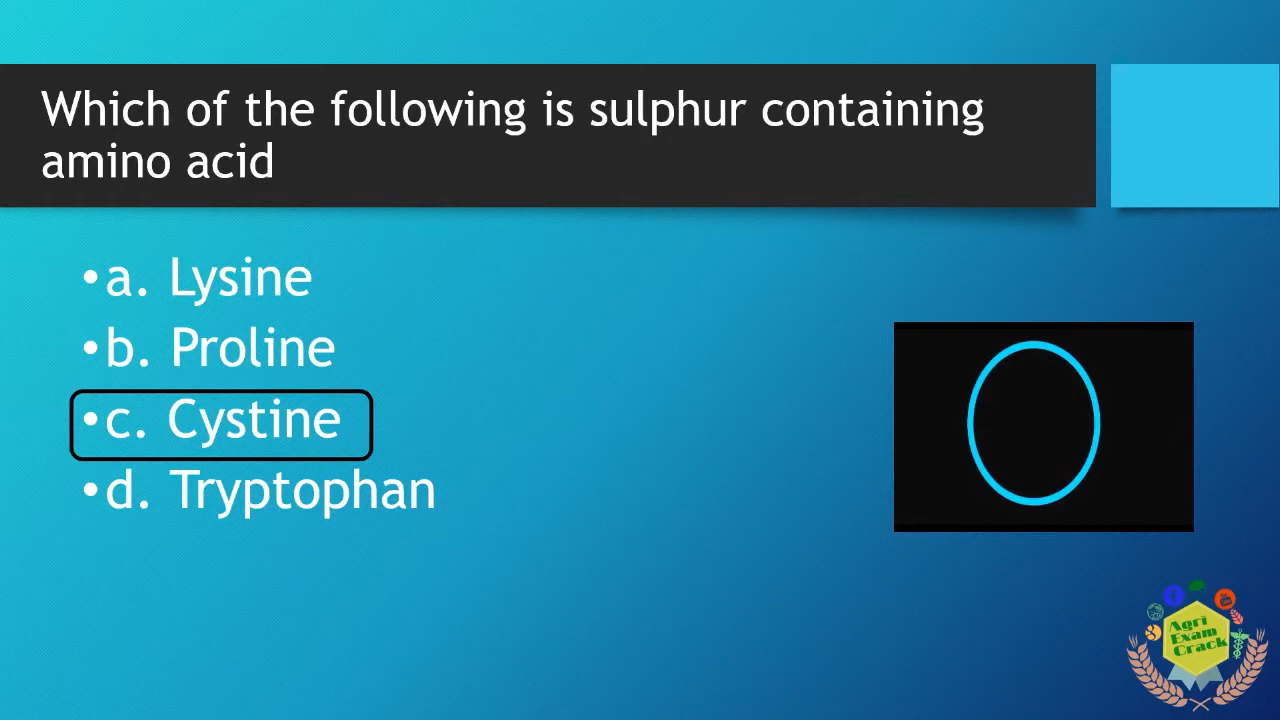 Which of the following is sulphur containing
amino acid
•a. Lysine
•b. Proline
•c. Cystine
•d. Tryptophan
Agri
Exam
Crack